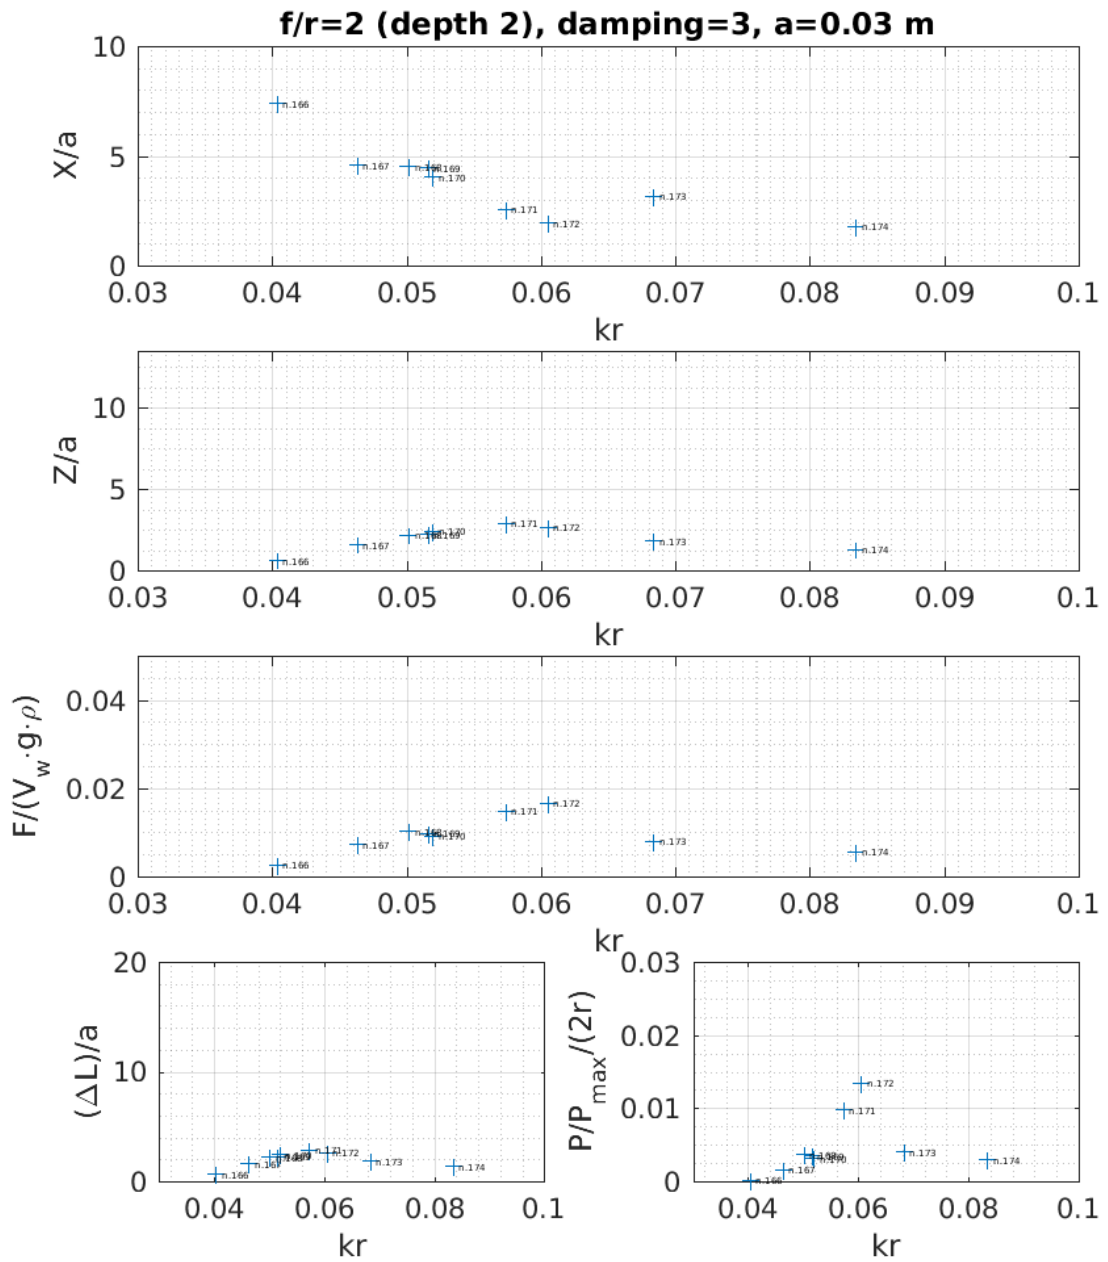 f/r=2 (depth 2), damping=3, a=0.03 m
10
5
0
X/a
n.166
n.167
n.168
n.169
n.170
n.171
n.172
n.173
n.174
0.03 0.04 0.05 0.06 0.07 0.08 0.09 0.1
kr
10
5
0
Z/a
n.166
n.167
n.168
n.169
n.170
n.171
n.172
n.173
n.174
0.03 0.04 0.05 0.06 0.07 0.08 0.09 0.1
kr
0.04
0.02
0
F/(V_w·g·ρ)
n.166
n.167
n.168
n.169
n.170
n.171
n.172
n.173
n.174
0.03 0.04 0.05 0.06 0.07 0.08 0.09 0.1
kr
20
10
0
(ΔL)/a
n.166
n.167
n.171
n.172
n.173
n.174
0.04 0.06 0.08 0.1
kr
0.03
0.02
0.01
0
P/P_max/(2r)
n.166
n.167
n.168
n.170
n.171
n.172
n.173
n.174
0.04 0.06 0.08 0.1
kr